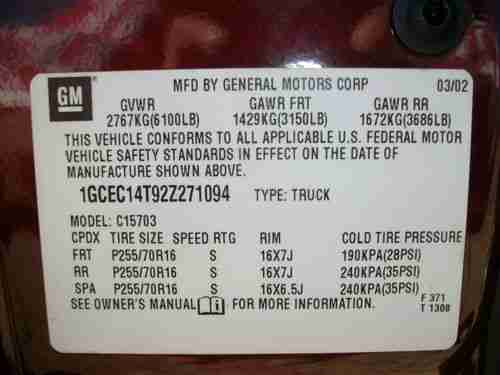 GM
MFD BY GENERAL MOTORS CORP 03/02
GVWR GAWR FRT GAWR RR
2767KG(6100LB) 1429KG(3150LB) 1672KG(3686LB)
THIS VEHICLE CONFORMS TO ALL APPLICABLE U.S. FEDERAL MOTOR
VEHICLE SAFETY STANDARDS IN EFFECT ON THE DATE OF
MANUFACTURE SHOWN ABOVE.
1GCEC14T92Z271094 TYPE: TRUCK
MODEL: C15703
CPDX TIRE SIZE SPEED RTG RIM COLD TIRE PRESSURE
FRT P255/70R16 S 16X7J 190KPA(28PSI)
RR P255/70R16 S 16X7J 240KPA(35PSI)
SPA P255/70R16 S 16X6.5J 240KPA(35PSI)
SEE OWNER'S MANUAL FOR MORE INFORMATION.
F 371
T 1308